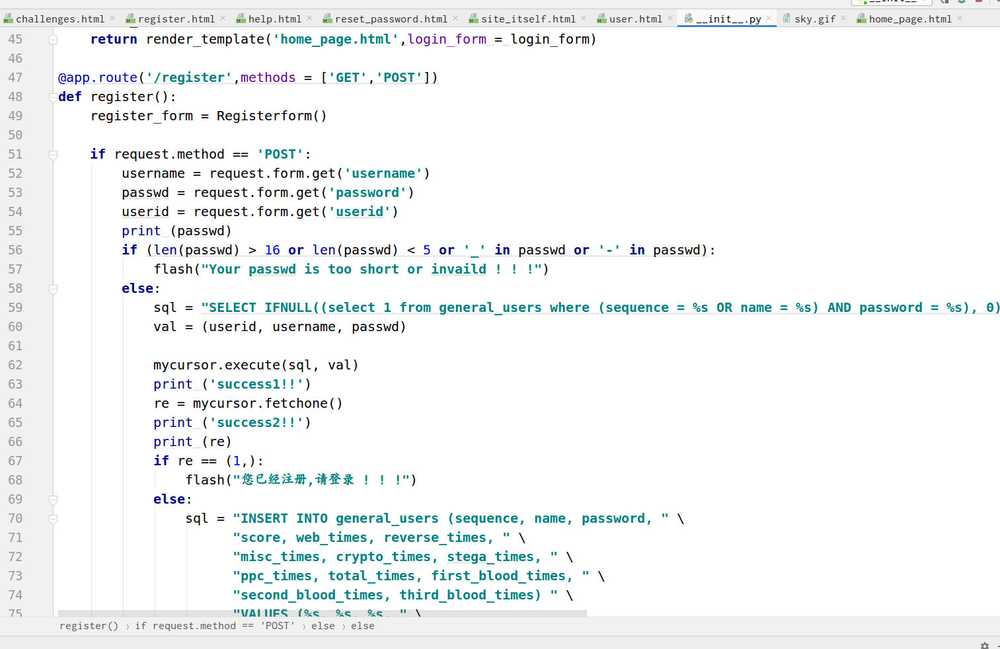 challenges.html × register.html × help.html × reset_password.html × site_itself.html × user.html × __init__.py × sky.gif × home_page.html ×
45 return render_template('home_page.html',login_form = login_form)
46
47 @app.route('/register',methods = ['GET','POST'])
48 def register():
49 register_form = Registerform()
50
51 if request.method == 'POST':
52 username = request.form.get('username')
53 passwd = request.form.get('password')
54 userid = request.form.get('userid')
55 print (passwd)
56 if (len(passwd) > 16 or len(passwd) < 5 or '_' in passwd or '-' in passwd):
57 flash("Your passwd is too short or invaild ! ! !")
58 else:
59 sql = "SELECT IFNULL((select 1 from general_users where (sequence = %s OR name = %s) AND password = %s), 0)
60 val = (userid, username, passwd)
61
62 mycursor.execute(sql, val)
63 print ('success1!!')
64 re = mycursor.fetchone()
65 print ('success2!!')
66 print (re)
67 if re == (1,):
68 flash("您已经注册,请登录 ! ! !")
69 else:
70 sql = "INSERT INTO general_users (sequence, name, password, " \
71 "score, web_times, reverse_times, " \
72 "misc_times, crypto_times, stega_times, " \
73 "ppc_times, total_times, first_blood_times, " \
74 "second_blood_times, third_blood_times) " \
75 "VALUES (%s, %s, %s, " \
register() › if request.method == 'POST' › else › else